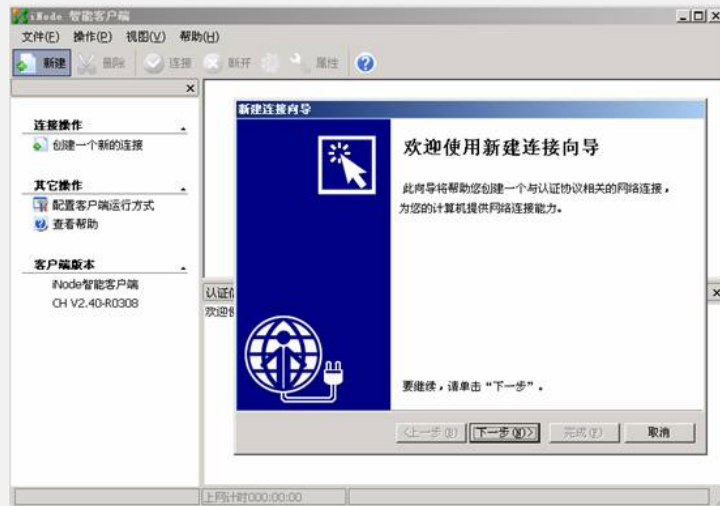 iNode 智能客户端
文件(F) 操作(P) 视图(V) 帮助(H)
新建 删除 连接 断开 属性
连接操作
创建一个新的连接
其它操作
配置客户端运行方式
查看帮助
客户端版本
iNode智能客户端
CH V2.40-R0308
新建连接向导
欢迎使用新建连接向导
此向导将帮助您创建一个与认证协议相关的网络连接，
为您的计算机提供网络连接能力。
认证
欢迎
要继续，请单击“下一步”。
<上一步(B) 下一步(N)> 完成(F) 取消
上网计时000:00:00